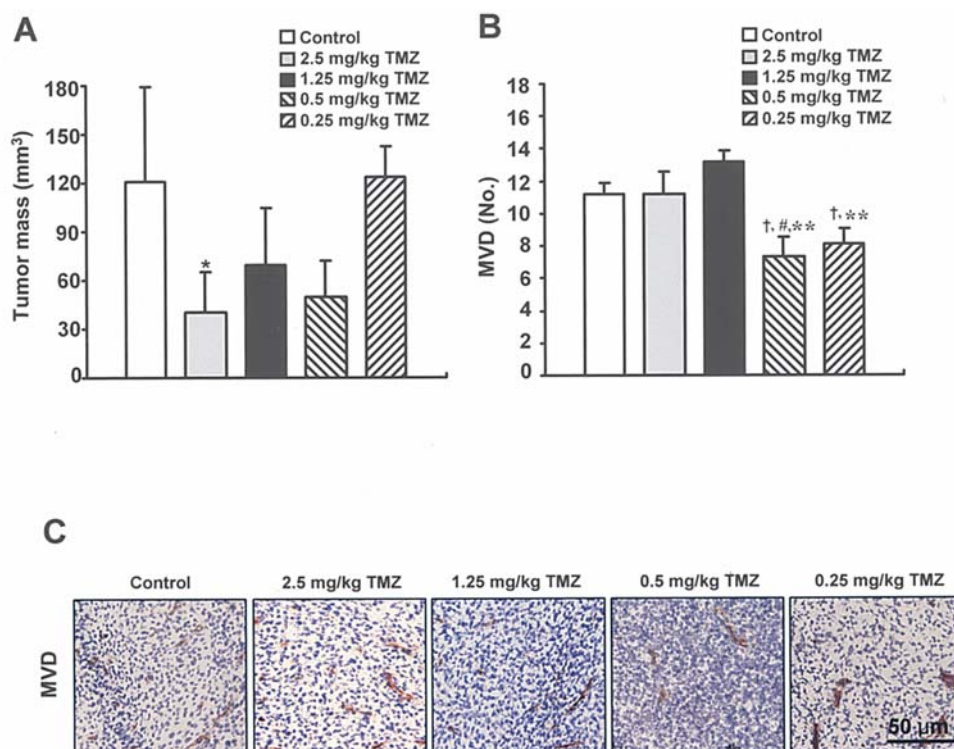 A
Control
2.5 mg/kg TMZ
1.25 mg/kg TMZ
0.5 mg/kg TMZ
0.25 mg/kg TMZ
Tumor mass (mm³)
180
150
120
90
60
30
0
*
B
Control
2.5 mg/kg TMZ
1.25 mg/kg TMZ
0.5 mg/kg TMZ
0.25 mg/kg TMZ
MVD (No.)
18
16
14
12
10
8
6
4
2
0
†, #,**
†, **
C
Control
2.5 mg/kg TMZ
1.25 mg/kg TMZ
0.5 mg/kg TMZ
0.25 mg/kg TMZ
MVD
50 µm